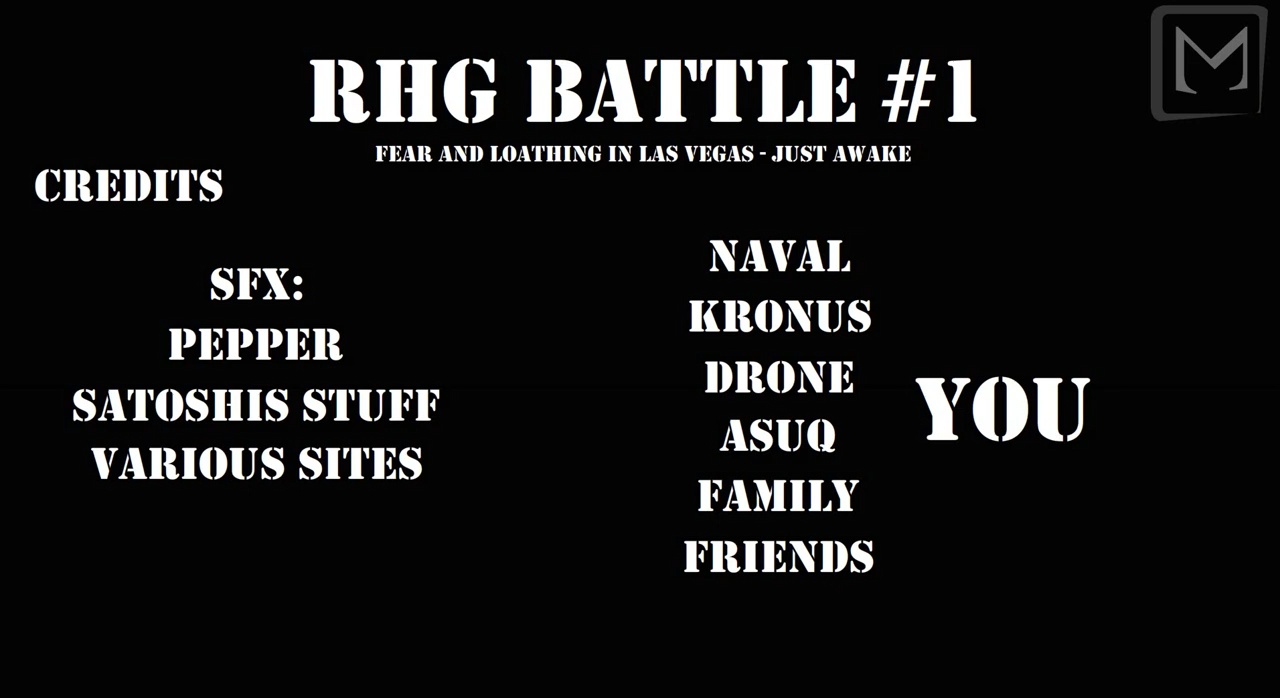 RHG BATTLE #1
FEAR AND LOATHING IN LAS VEGAS - JUST AWAKE
CREDITS
SFX:
PEPPER
SATOSHIS STUFF
VARIOUS SITES
NAVAL
KRONUS
DRONE
ASUQ
FAMILY
FRIENDS
YOU
M